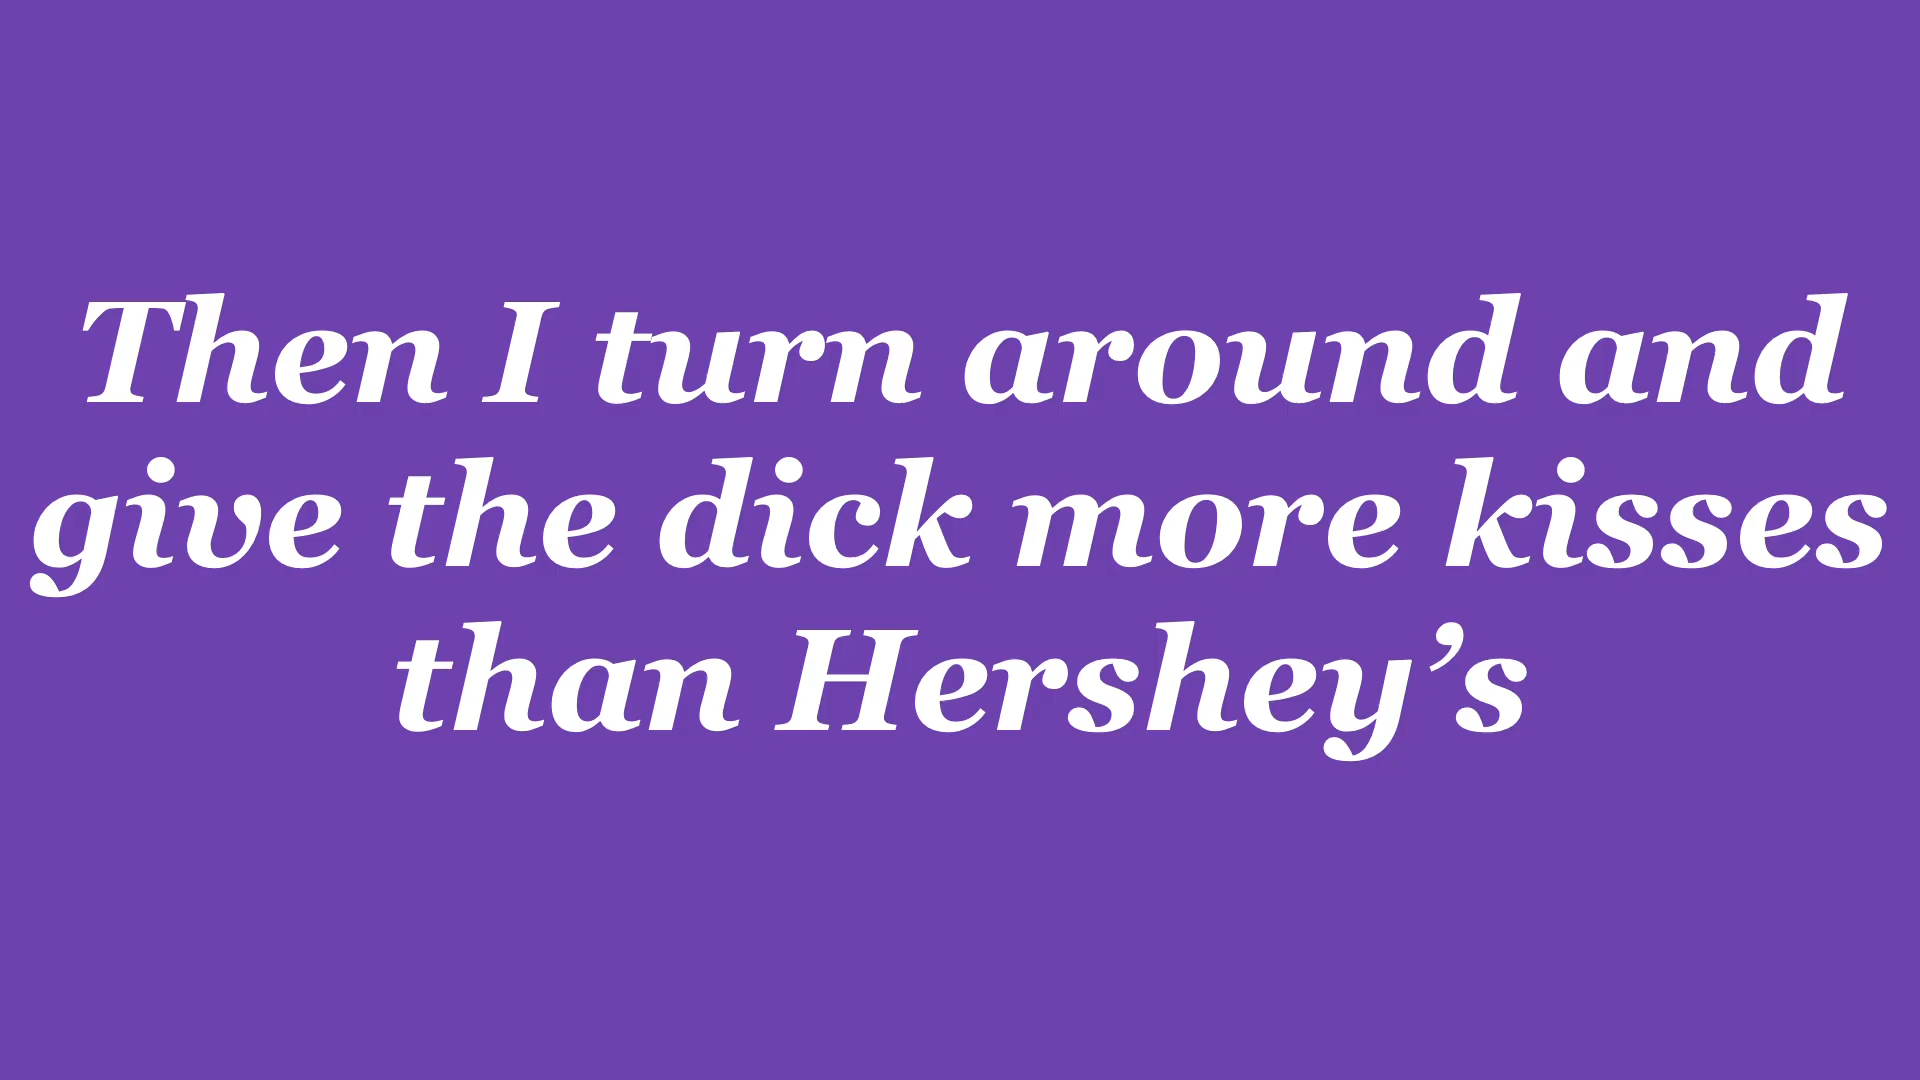 Then I turn around and
give the dick more kisses
than Hershey’s